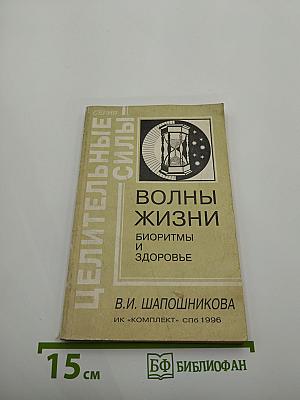 СЕРИЯ
ЦЕЛИТЕЛЬНЫЕ
СИЛЫ
ВОЛНЫ
ЖИЗНИ
БИОРИТМЫ
И
ЗДОРОВЬЕ
В.И. ШАПОШНИКОВА
ИК «КОМПЛЕКТ» СПб 1996
15 см
БФ БИБЛИОФАН